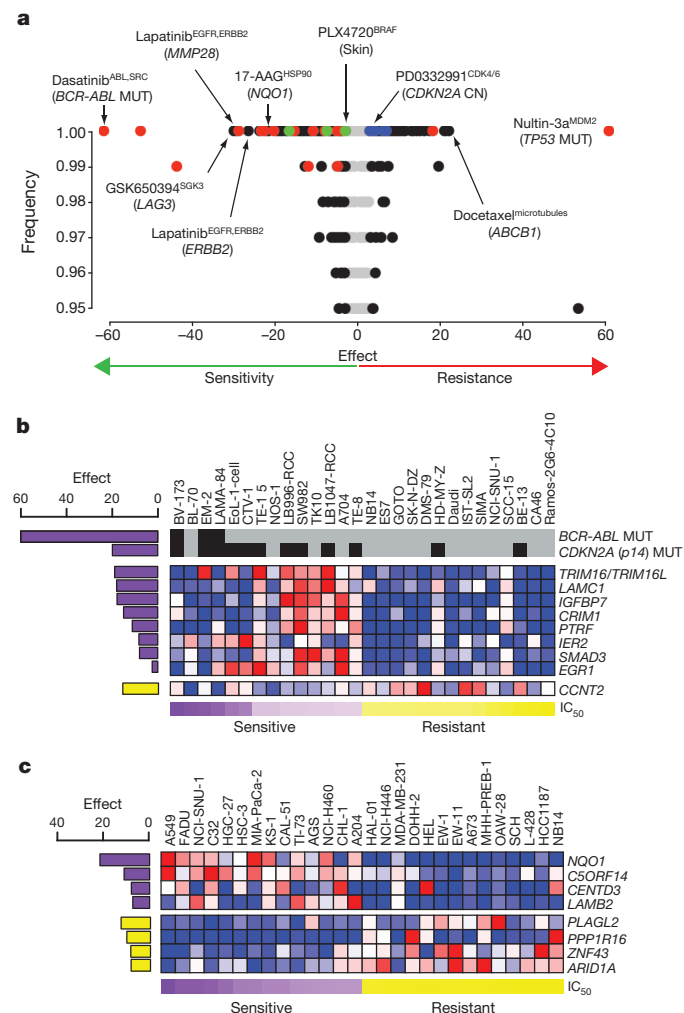 a
Lapatinib^EGFR,ERBB2
(MMP28)
PLX4720^BRAF
(Skin)
Dasatinib^ABL,SRC
(BCR-ABL MUT)
17-AAG^HSP90
(NQO1)
PD0332991^CDK4/6
(CDKN2A CN)
Nultin-3a^MDM2
(TP53 MUT)
GSK650394^SGK3
(LAG3)
Lapatinib^EGFR,ERBB2
(ERBB2)
Docetaxel^microtubules
(ABCB1)
Frequency
1.00
0.99
0.98
0.97
0.96
0.95
–60 –40 –20 0 20 40 60
Effect
Sensitivity Resistance
b
Effect
60 40 20 0
BV-173
BL-70
EM-2
LAMA-84
EoL-1-cell
CTV-1
TE-1 5
NOS-1
LB996-RCC
SW982
TK10
LB1047-RCC
A704
TE-8
NB14
ES7
GOTO
SK-N-DZ
DMS-79
HD-MY-Z
Daudi
IST-SL2
SIMA
NCI-SNU-1
SCC-15
BE-13
CA46
Ramos-2G6-4C10
BCR-ABL MUT
CDKN2A (p14) MUT
TRIM16/TRIM16L
LAMC1
IGFBP7
CRIM1
PTRF
IER2
SMAD3
EGR1
CCNT2
IC50
Sensitive Resistant
c
Effect
40 20 0
A549
FADU
NCI-SNU-1
C32
HGC-27
HSC-3
MIA-PaCa-2
KS-1
CAL-51
TI-73
AGS
NCI-H460
CHL-1
A204
HAL-01
NCI-H446
MDA-MB-231
DOHH-2
HEL
EW-1
EW-11
A673
MHH-PREB-1
OAW-28
SCH
L-428
HCC1187
NB14
NQO1
C5ORF14
CENTD3
LAMB2
PLAGL2
PPP1R16
ZNF43
ARID1A
IC50
Sensitive Resistant